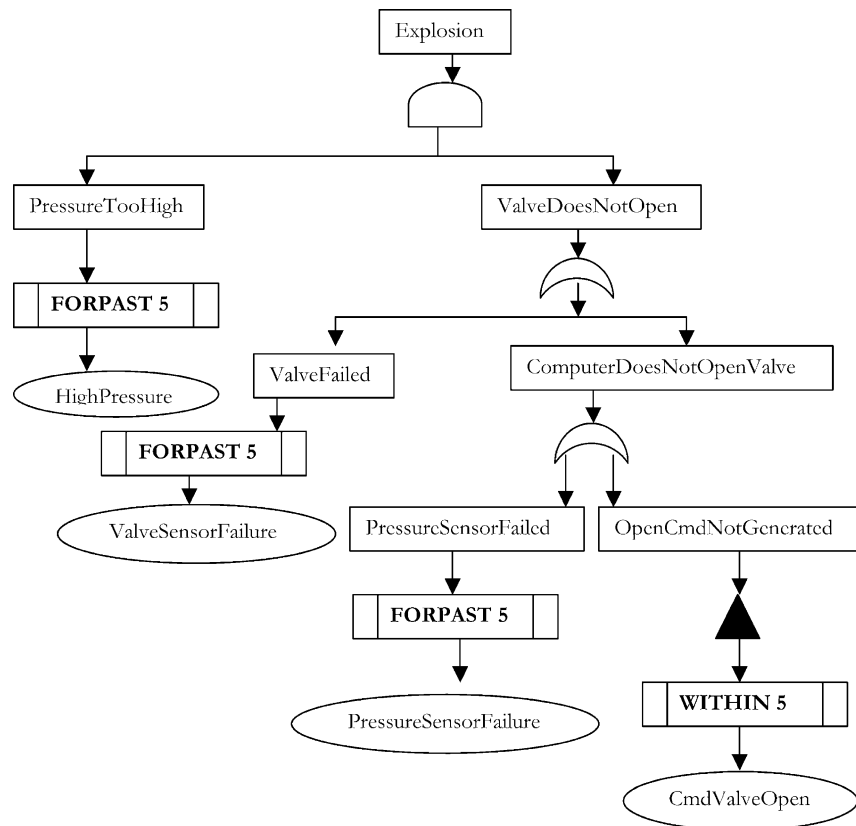 Explosion
PressureTooHigh
ValveDoesNotOpen
FORPAST 5
HighPressure
ValveFailed
ComputerDoesNotOpenValve
FORPAST 5
ValveSensorFailure
PressureSensorFailed
OpenCmdNotGenerated
FORPAST 5
PressureSensorFailure
WITHIN 5
CmdValveOpen